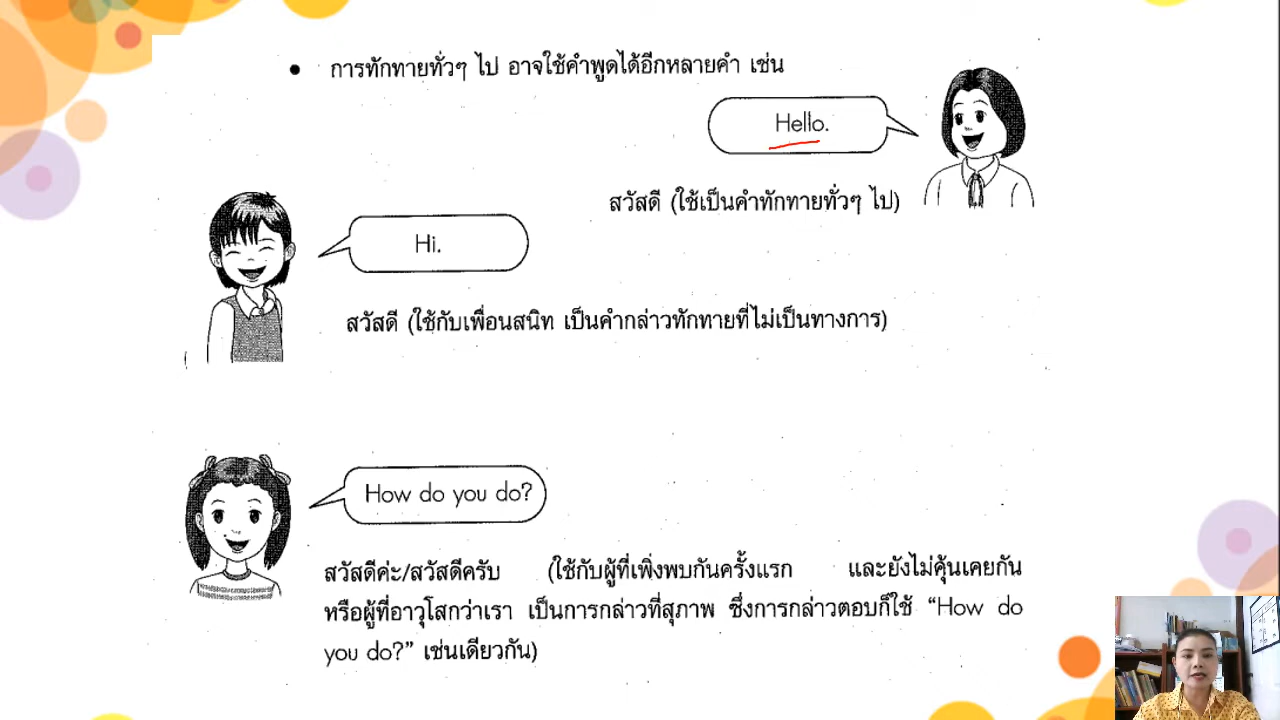 • การทักทายทั่วๆ ไป อาจใช้คำพูดได้อีกหลายคำ เช่น
Hello.
สวัสดี (ใช้เป็นคำทักทายทั่วๆ ไป)
Hi.
สวัสดี (ใช้กับเพื่อนสนิท เป็นคำกล่าวทักทายที่ไม่เป็นทางการ)
How do you do?
สวัสดีค่ะ/สวัสดีครับ (ใช้กับผู้ที่เพิ่งพบกันครั้งแรก และยังไม่คุ้นเคยกัน
หรือผู้ที่อาวุโสกว่าเรา เป็นการกล่าวที่สุภาพ ซึ่งการกล่าวตอบก็ใช้ “How do
you do?” เช่นเดียวกัน)